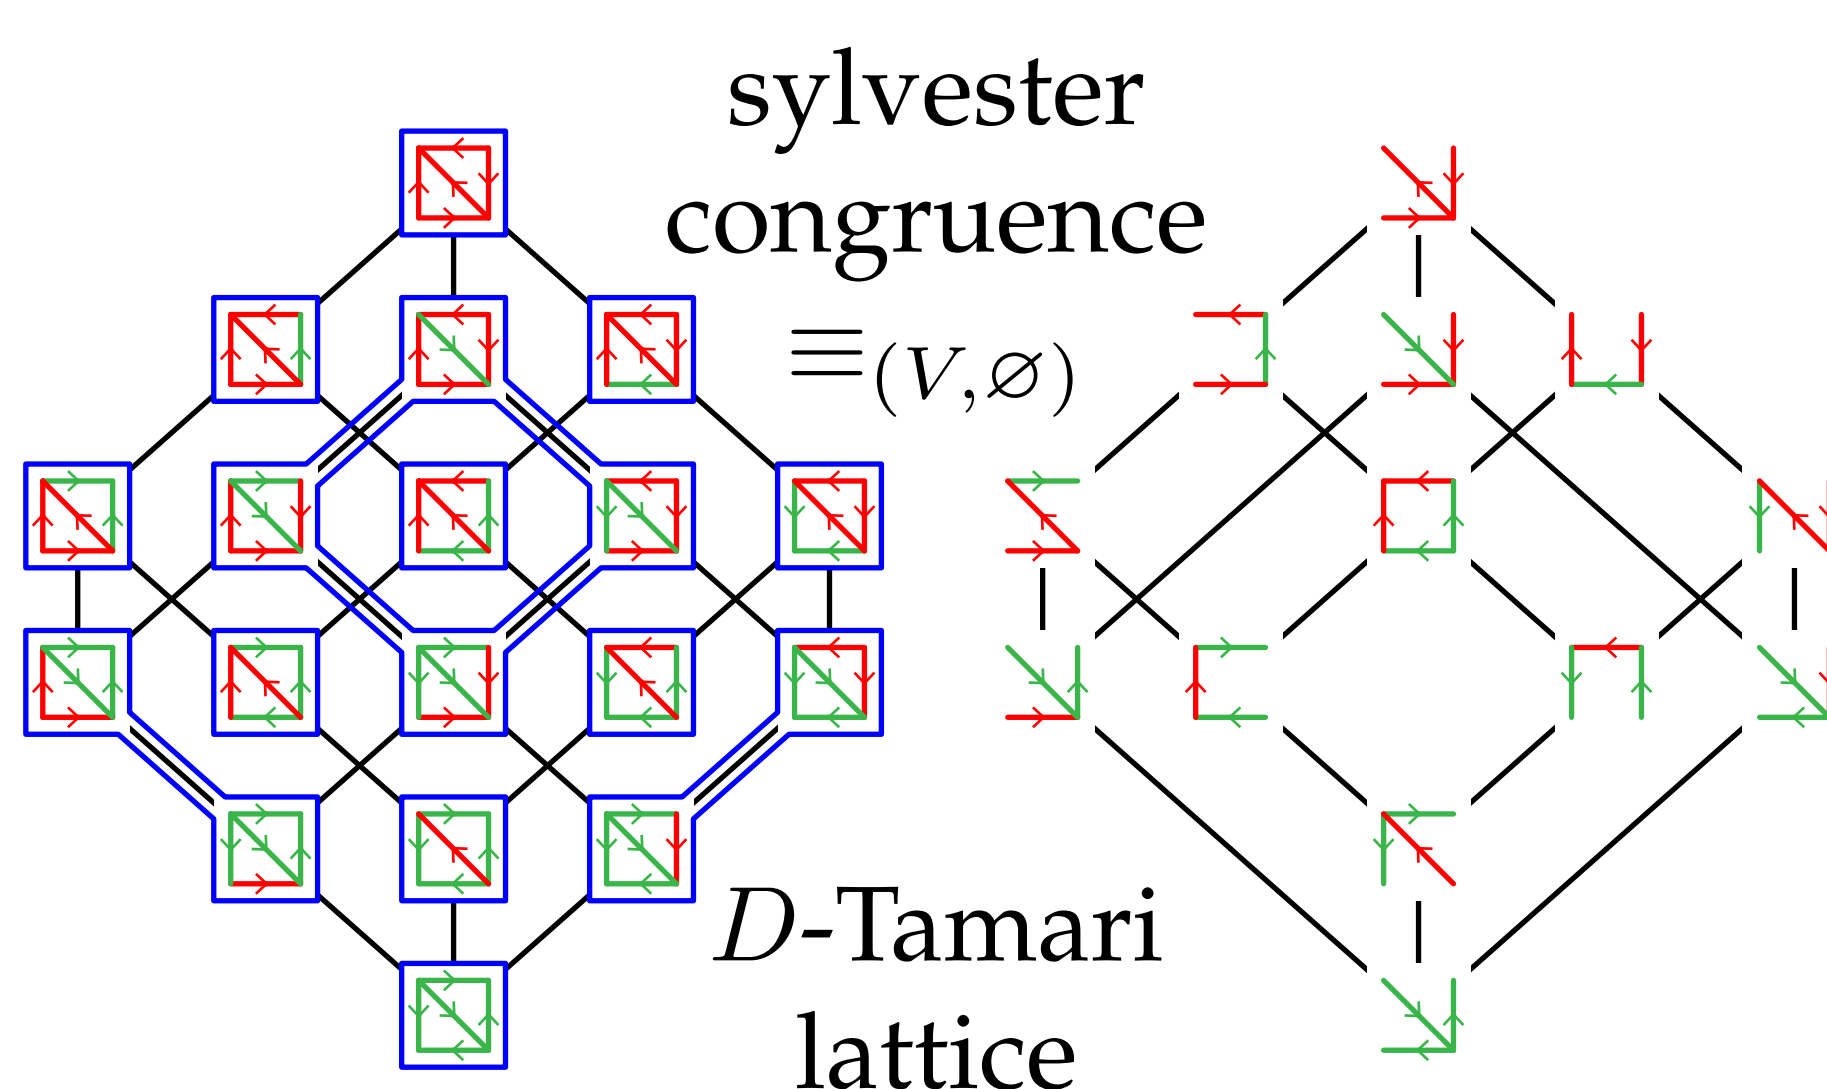 sylvester
congruence
≡(V,∅)
D-Tamari
lattice